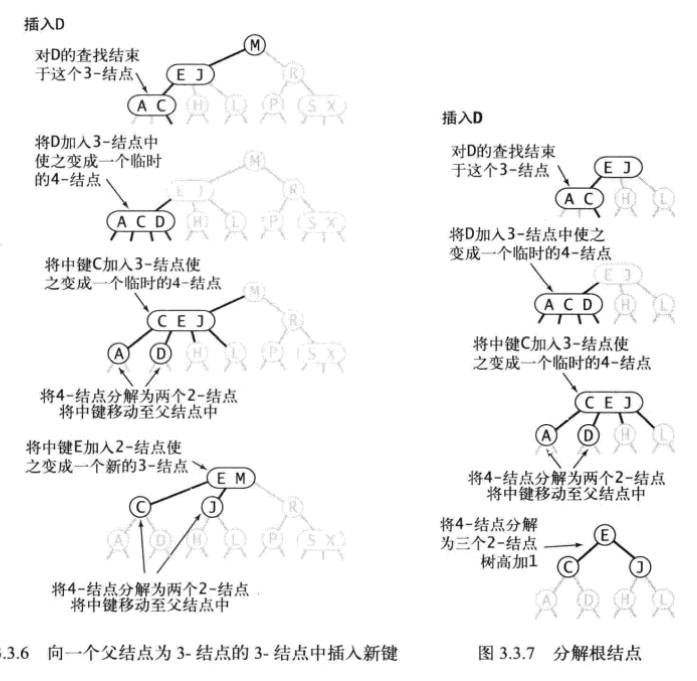 插入D
对D的查找结束
于这个3-结点
M
E J
R
A C
H
L
P
S X
将D加入3-结点中
使之变成一个临时
的4-结点
M
E J
R
A C D
H
L
P
S X
将中键C加入3-结点使
之变成一个临时的4-结点
M
C E J
R
A
D
H
L
P
S X
将4-结点分解为两个2-结点
将中键移动至父结点中
将中键E加入2-结点使
之变成一个新的3-结点
E M
C
J
R
A
D
H
L
P
S X
将4-结点分解为两个2-结点
将中键移动至父结点中
3.3.6 向一个父结点为 3- 结点的 3- 结点中插入新键
插入D
对D的查找结束
于这个3-结点
E J
A C
H
L
将D加入3-结点中使之
变成一个临时的4-结点
E J
A C D
H
L
将中键C加入3-结点使
之变成一个临时的4-结点
C E J
A
D
H
L
将4-结点分解为两个2-结点
将中键移动至父结点中
将4-结点分解
为三个2-结点
树高加1
E
C
J
A
D
H
L
图 3.3.7 分解根结点